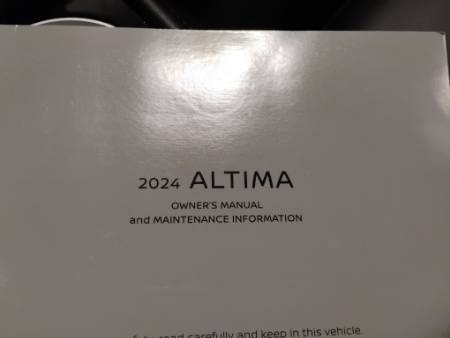 2024 ALTIMA
OWNER'S MANUAL
and MAINTENANCE INFORMATION
read carefully and keep in this vehicle.